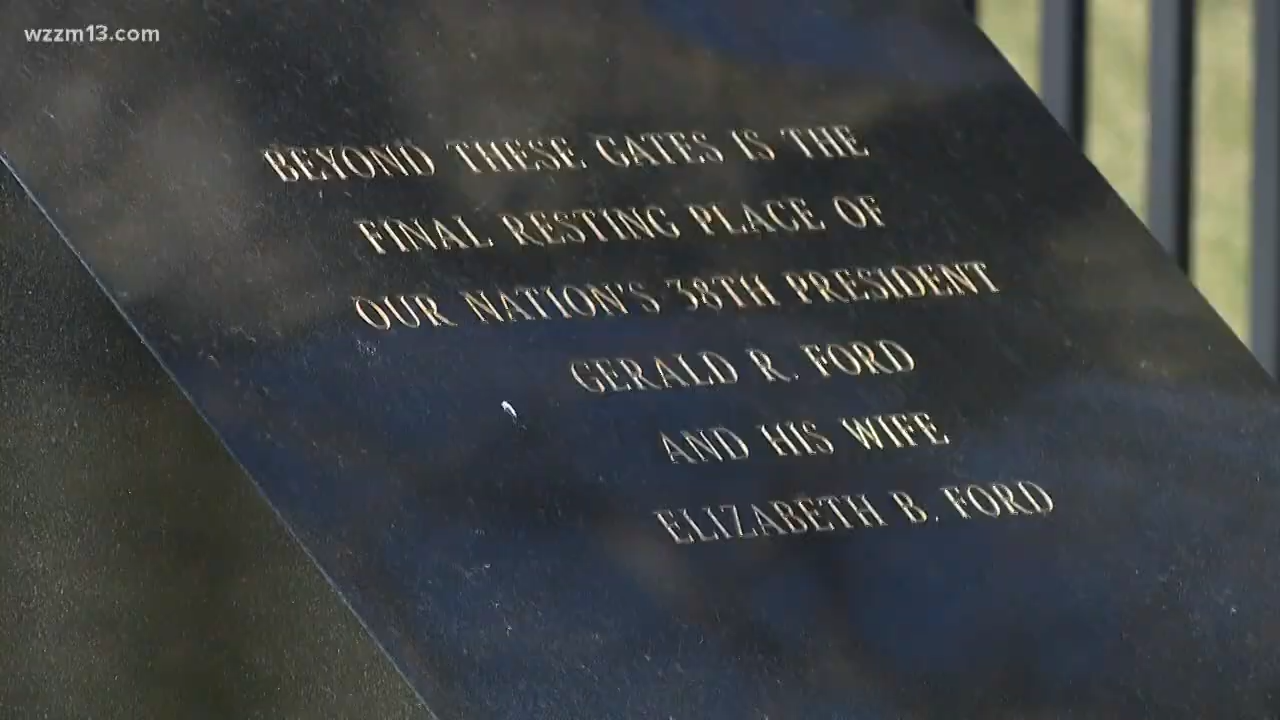 wzzm13.com
BEYOND THESE GATES IS THE
FINAL RESTING PLACE OF
OUR NATION'S 38TH PRESIDENT
GERALD R. FORD
AND HIS WIFE
ELIZABETH B. FORD